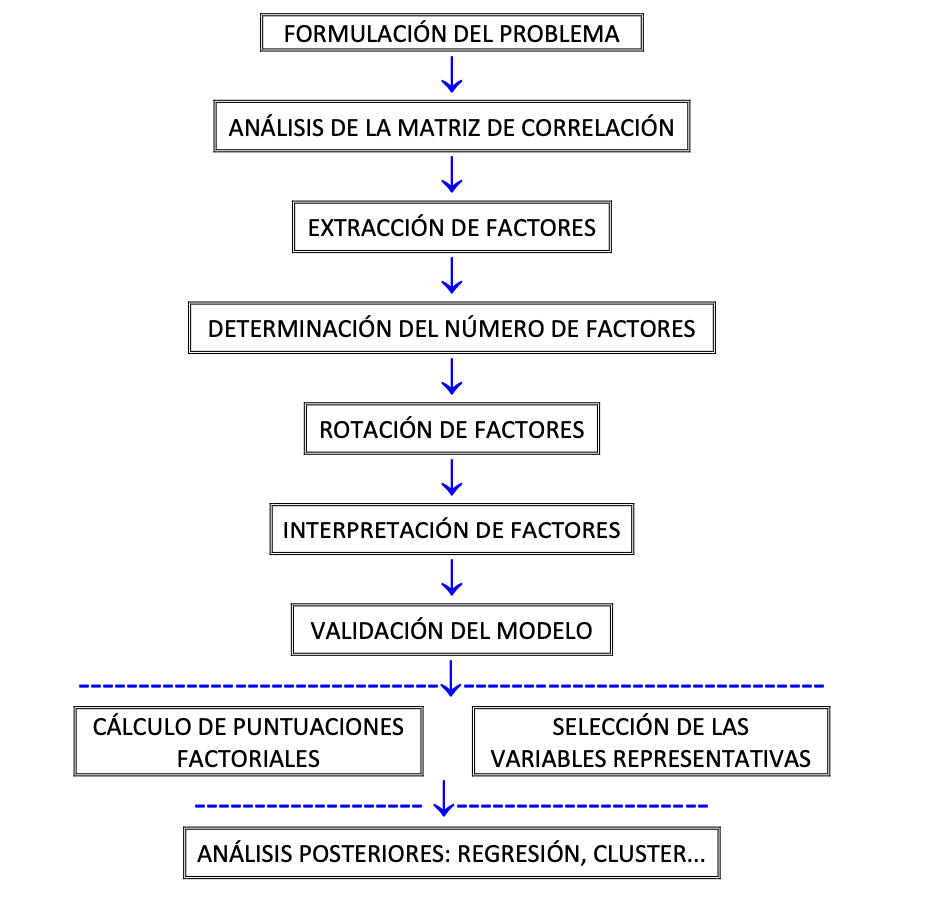 FORMULACIÓN DEL PROBLEMA
ANÁLISIS DE LA MATRIZ DE CORRELACIÓN
EXTRACCIÓN DE FACTORES
DETERMINACIÓN DEL NÚMERO DE FACTORES
ROTACIÓN DE FACTORES
INTERPRETACIÓN DE FACTORES
VALIDACIÓN DEL MODELO
CÁLCULO DE PUNTUACIONES
FACTORIALES
SELECCIÓN DE LAS
VARIABLES REPRESENTATIVAS
ANÁLISIS POSTERIORES: REGRESIÓN, CLUSTER...